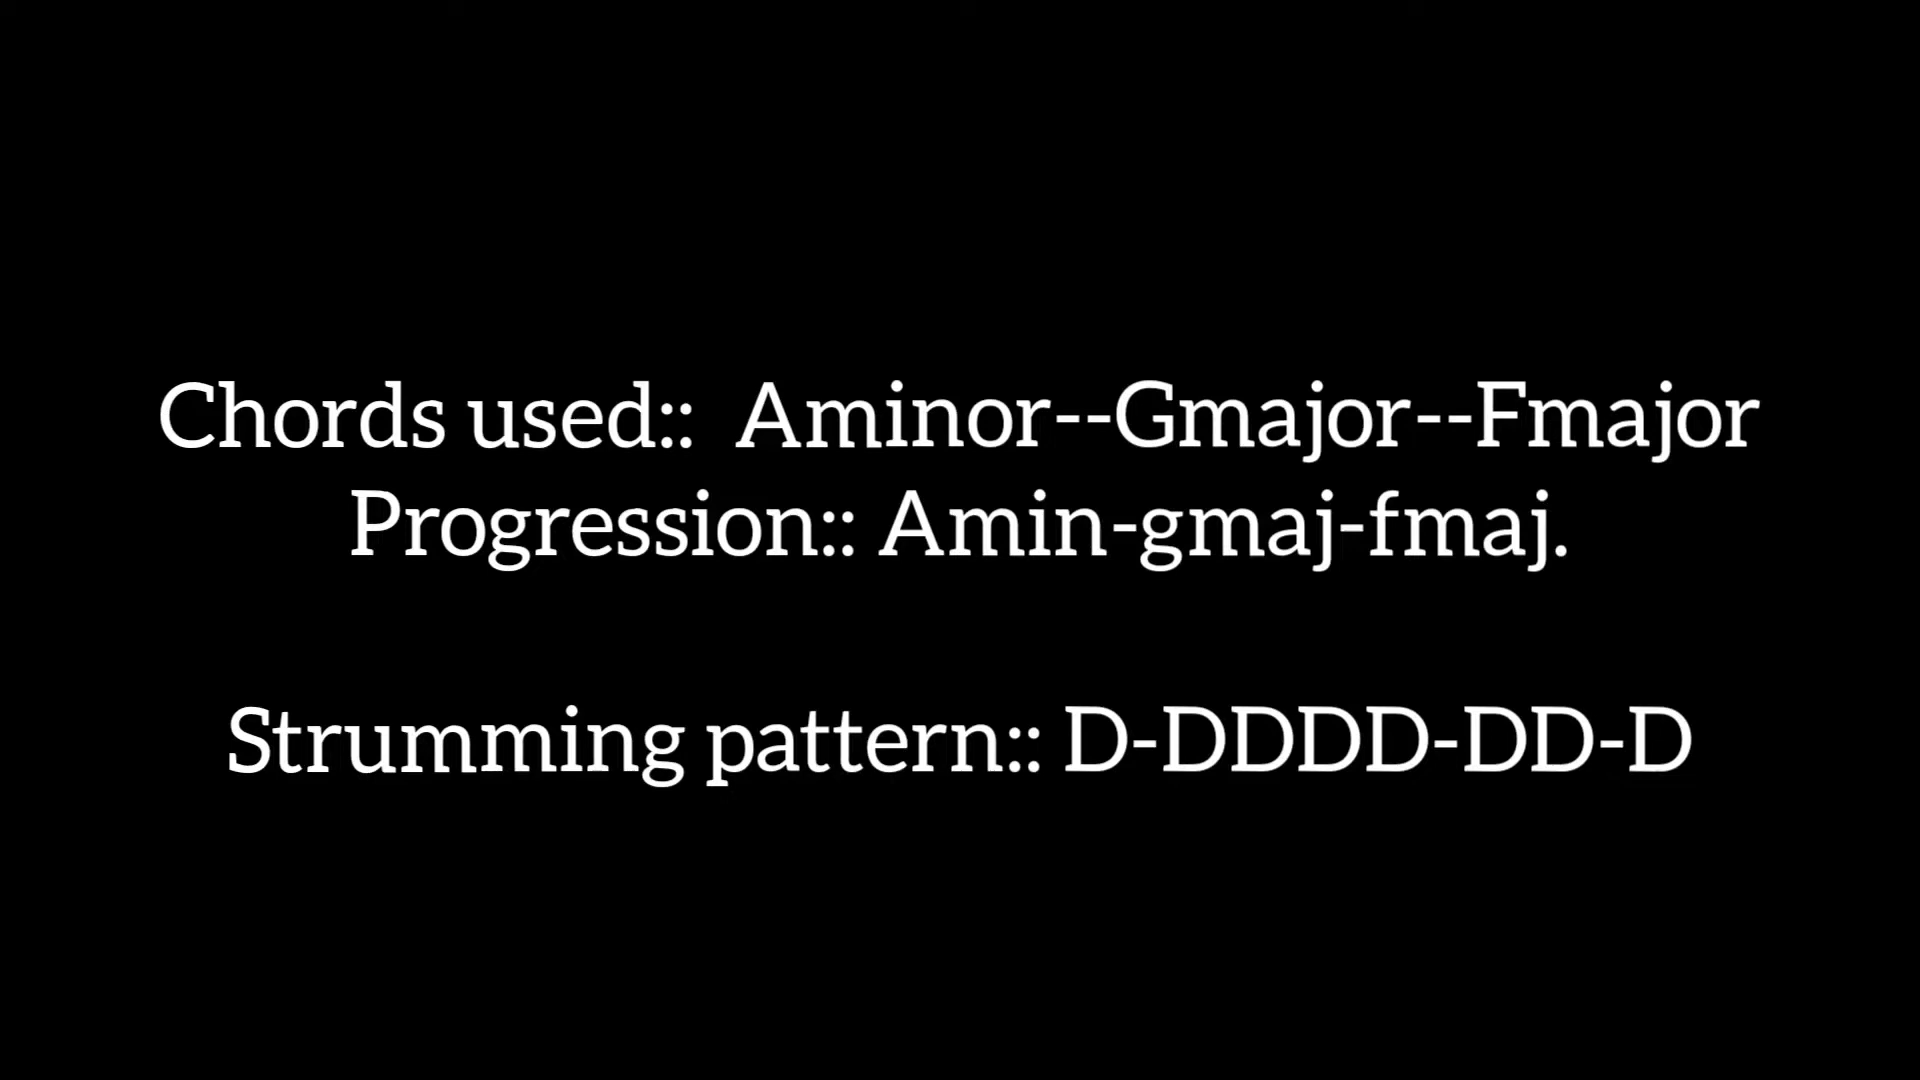 Chords used:: Aminor--Gmajor--Fmajor
Progression:: Amin-gmaj-fmaj.
Strumming pattern:: D-DDDD-DD-D